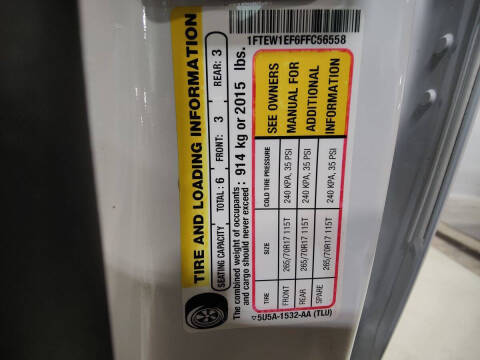 TIRE AND LOADING INFORMATION
SEATING CAPACITY TOTAL: 6 FRONT: 3 REAR: 3
The combined weight of occupants
and cargo should never exceed: 914 kg or 2015 lbs.
TIRE SIZE COLD TIRE PRESSURE
FRONT 265/70R17 115T 240 KPA, 35 PSI
REAR 265/70R17 115T 240 KPA, 35 PSI
SPARE 265/70R17 115T 240 KPA, 35 PSI
SEE OWNERS
MANUAL FOR
ADDITIONAL
INFORMATION
5U5A-1532-AA (TLU)
1FTEW1EF6FFC56558